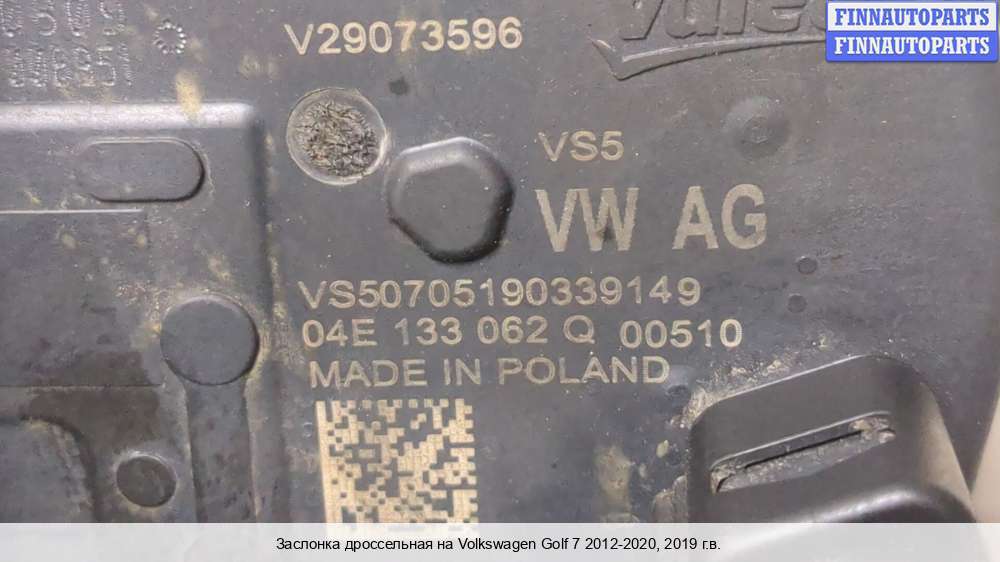 V29073596
Valeo
FINNAUTOPARTS
FINNAUTOPARTS
VS5
VW AG
VS50705190339149
04E 133 062 Q 00510
MADE IN POLAND
Заслонка дроссельная на Volkswagen Golf 7 2012-2020, 2019 г.в.